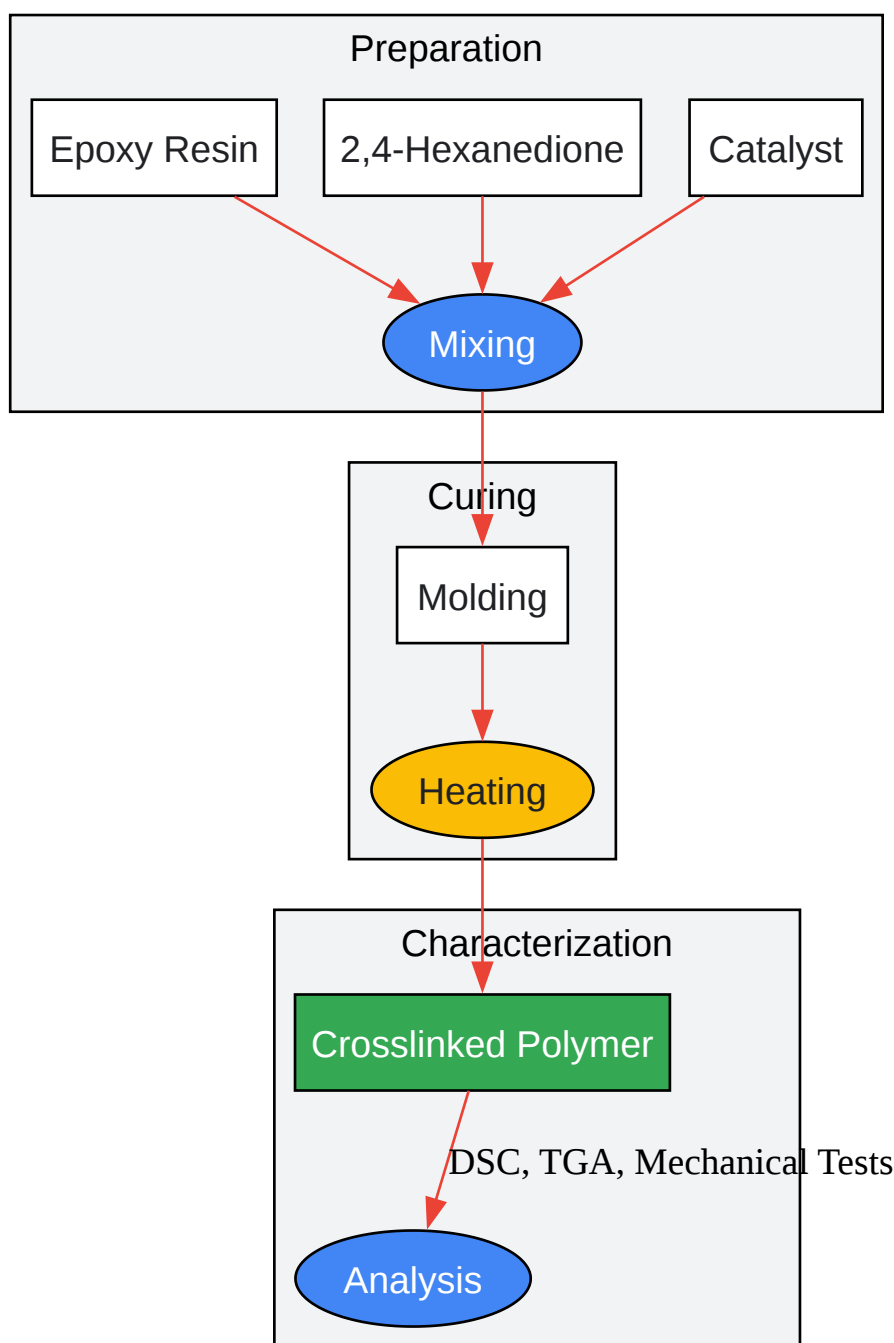 Preparation
Epoxy Resin
2,4-Hexanedione
Catalyst
Mixing
Curing
Molding
Heating
Characterization
Crosslinked Polymer
DSC, TGA, Mechanical Tests
Analysis